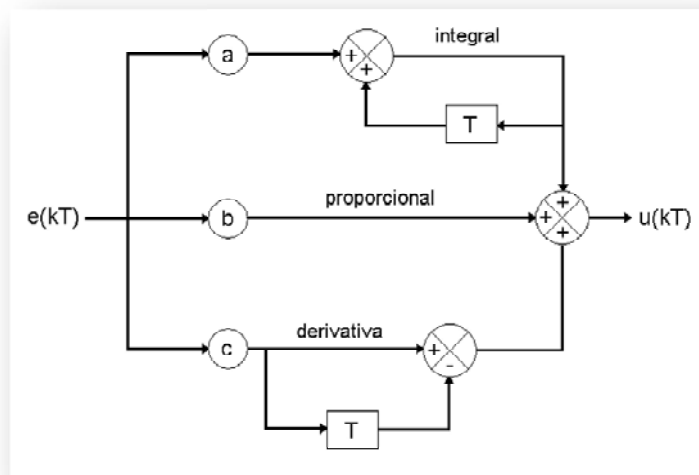 integral
a
+
+
T
e(kT)
b
proporcional
+
+
+
u(kT)
c
derivativa
+
-
T